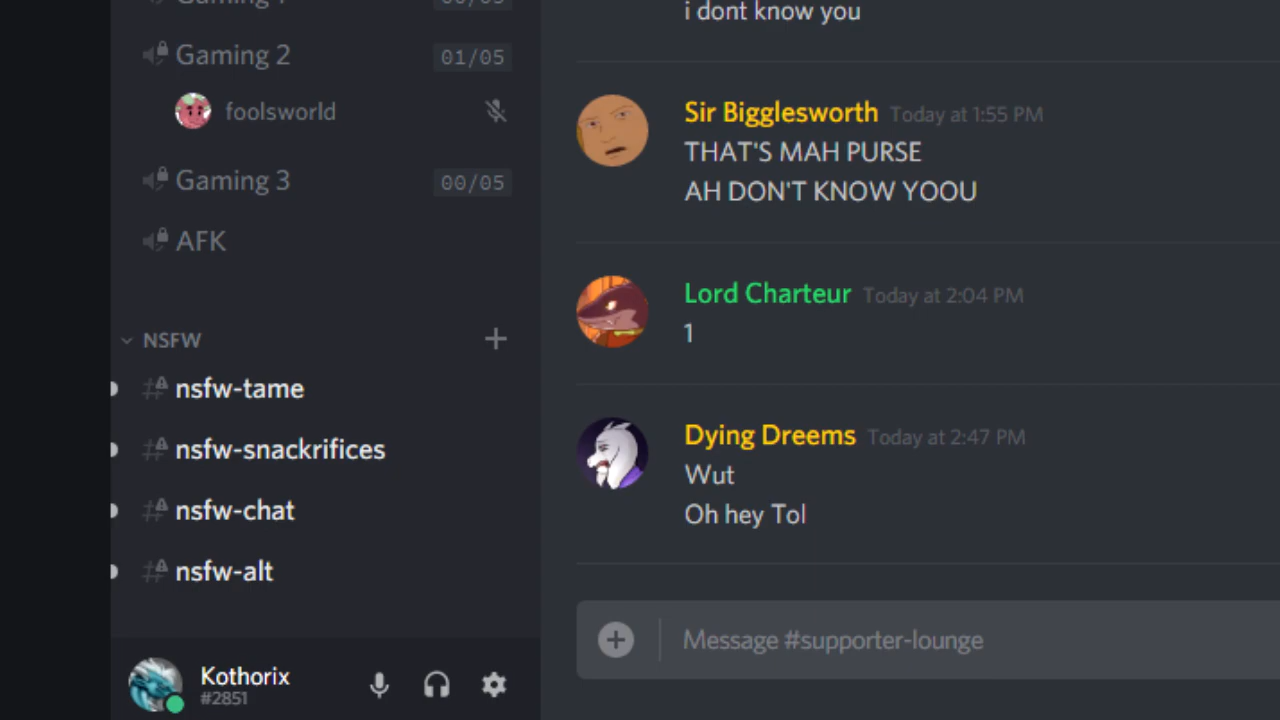 Gaming 2
01/05
foolsworld
Gaming 3
00/05
AFK
NSFW
nsfw-tame
nsfw-snackrifices
nsfw-chat
nsfw-alt
Kothorix
#2851
i dont know you
Sir Bigglesworth Today at 1:55 PM
THAT'S MAH PURSE
AH DON'T KNOW YOOU
Lord Charteur Today at 2:04 PM
1
Dying Dreems Today at 2:47 PM
Wut
Oh hey Tol
Message #supporter-lounge